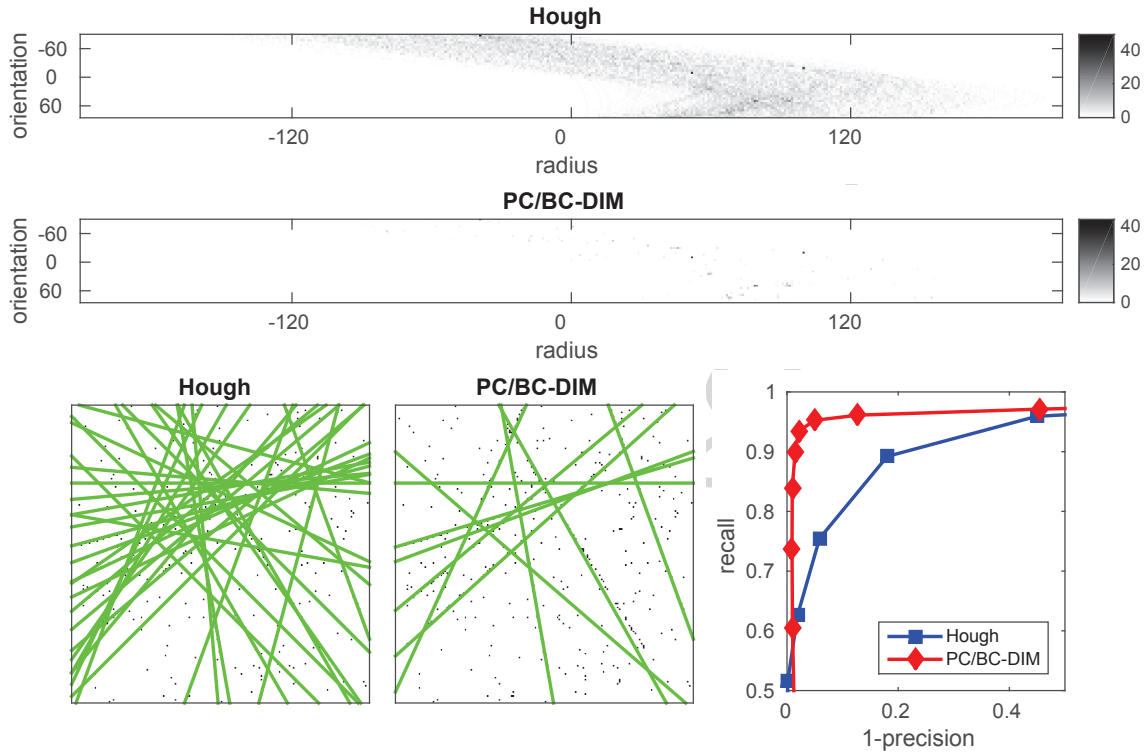 Hough
orientation
-60
0
60
-120
0
120
radius
40
20
0
PC/BC-DIM
orientation
-60
0
60
-120
0
120
radius
40
20
0
Hough
PC/BC-DIM
recall
1
0.9
0.8
0.7
0.6
0.5
0
0.2
0.4
1-precision
Hough
PC/BC-DIM